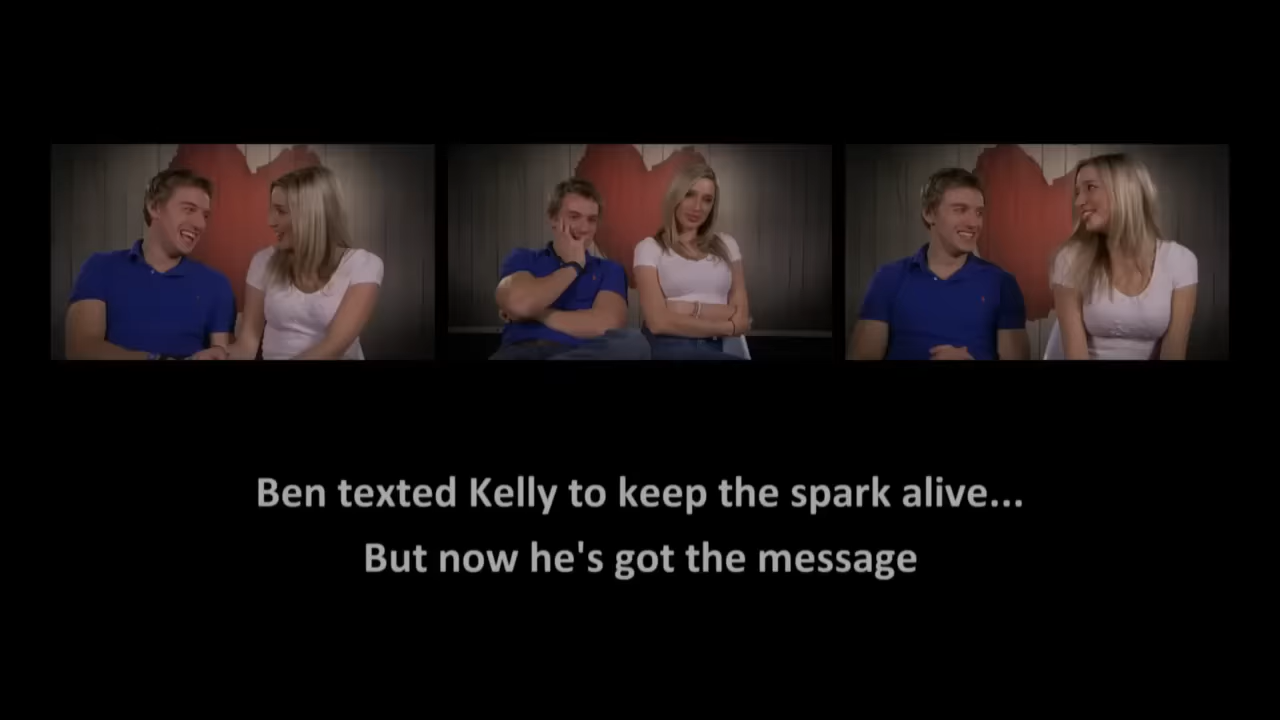 Ben texted Kelly to keep the spark alive...
But now he's got the message